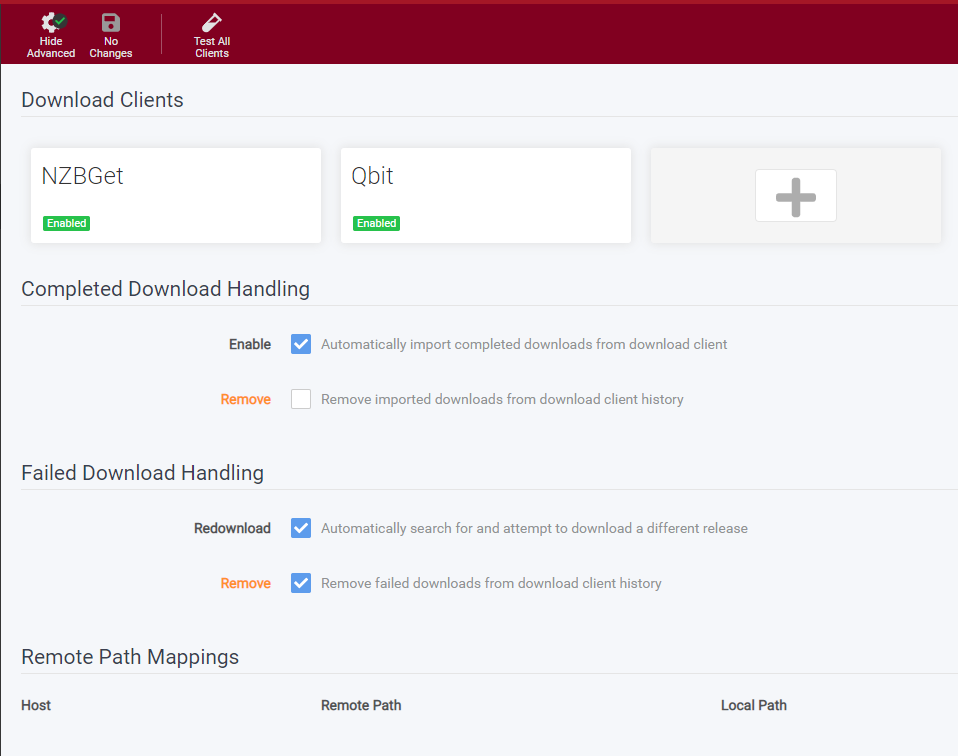 Hide
Advanced
No
Changes
Test All
Clients
Download Clients
NZBGet
Enabled
Qbit
Enabled
Completed Download Handling
Enable Automatically import completed downloads from download client
Remove Remove imported downloads from download client history
Failed Download Handling
Redownload Automatically search for and attempt to download a different release
Remove Remove failed downloads from download client history
Remote Path Mappings
Host Remote Path Local Path